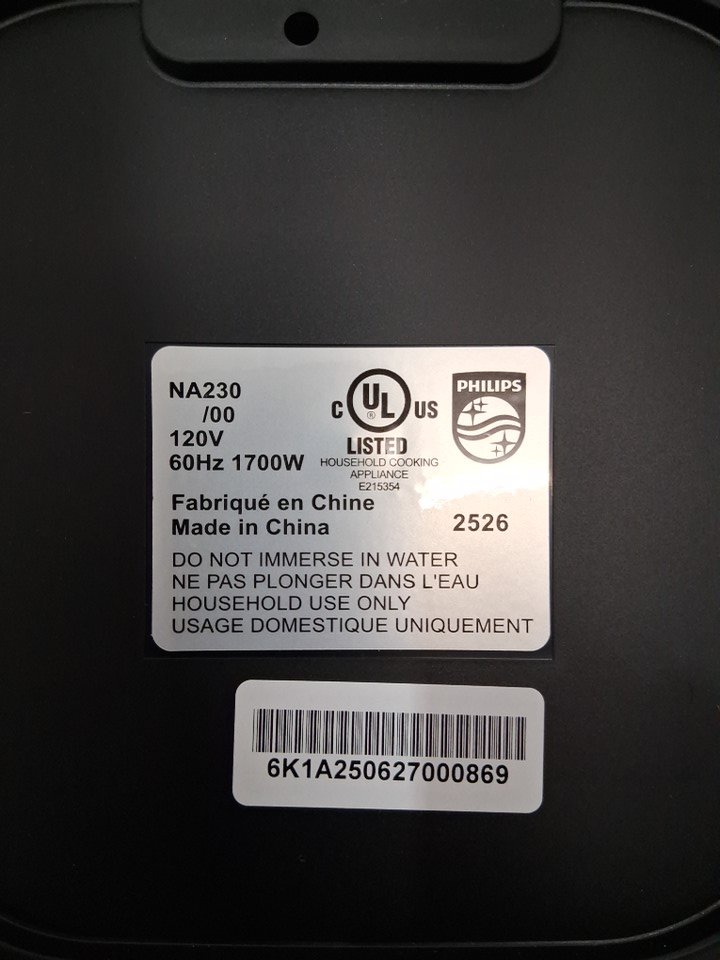 NA230
/00
120V
60Hz 1700W
C UL ® US
LISTED
HOUSEHOLD COOKING
APPLIANCE
E215354
PHILIPS
Fabriqué en Chine
Made in China
2526
DO NOT IMMERSE IN WATER
NE PAS PLONGER DANS L'EAU
HOUSEHOLD USE ONLY
USAGE DOMESTIQUE UNIQUEMENT
6K1A250627000869